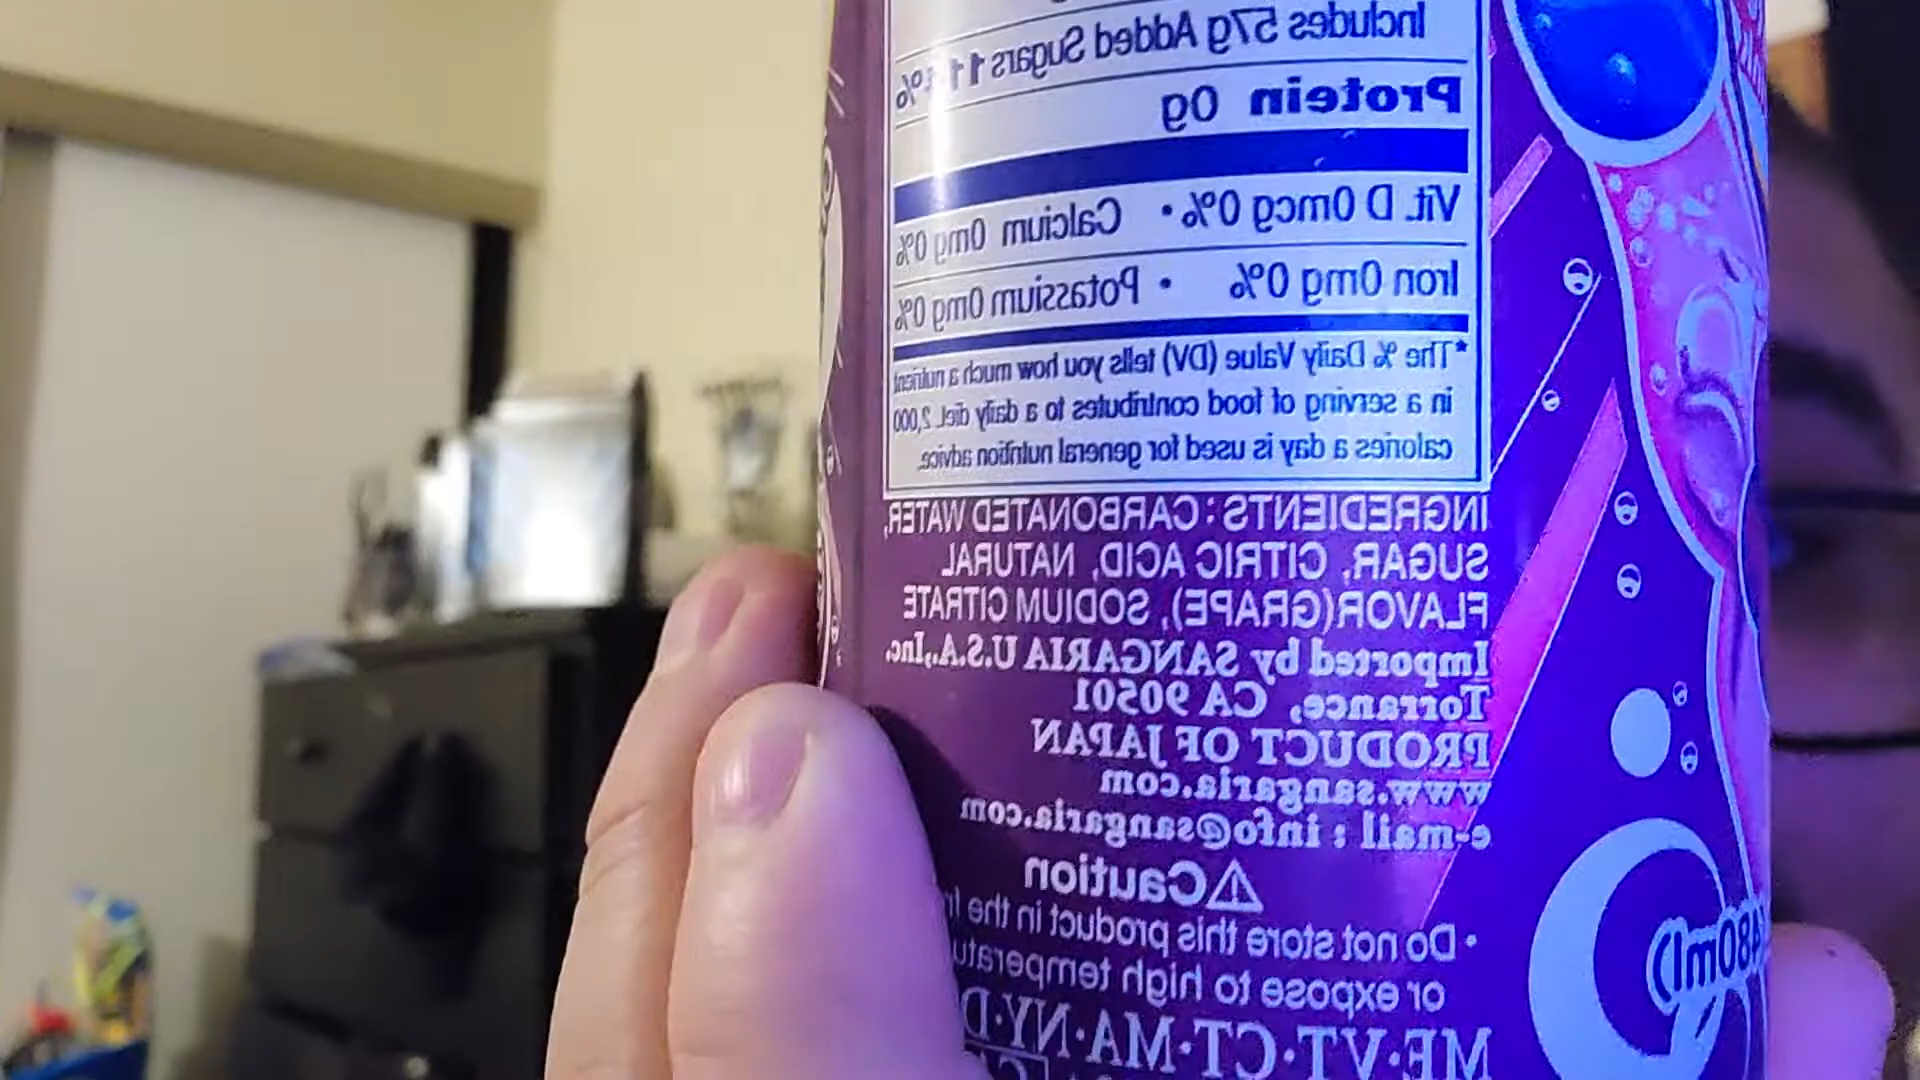 Includes 57g Added Sugars
Protein 0g
Vit. D 0mcg 0% • Calcium 0mg 0%
Iron 0mg 0% • Potassium 0mg 0%
*The % Daily Value (DV) tells you how much a nutrient
in a serving of food contributes to a daily diet. 2,000
calories a day is used for general nutrition advice.
INGREDIENTS: CARBONATED WATER,
SUGAR, CITRIC ACID, NATURAL
FLAVOR(GRAPE), SODIUM CITRATE
Imported by SANGARIA U.S.A.,Inc.
Torrance, CA 90501
PRODUCT OF JAPAN
www.sangaria.com
e-mail : info@sangaria.com
⚠Caution
• Do not store this product in the
or expose to high
ME·VT·CT·MA·NY·
480ml)